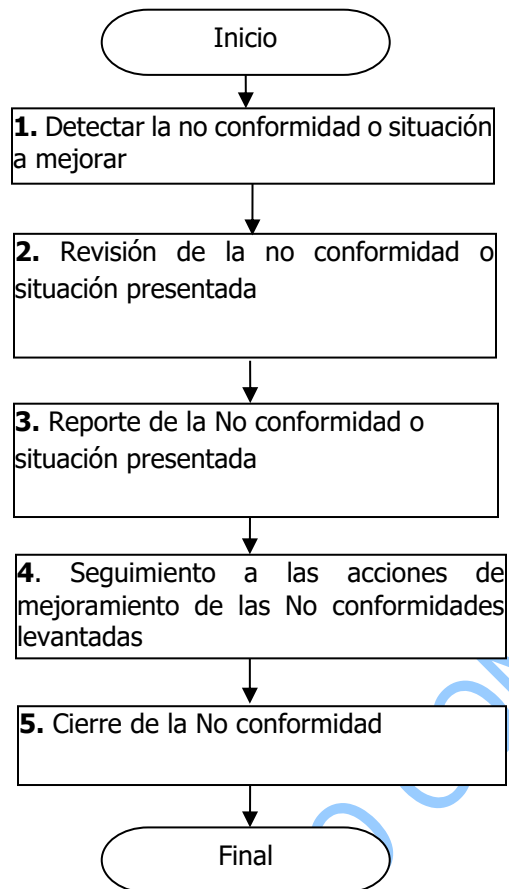 Inicio
1. Detectar la no conformidad o situación
a mejorar
2. Revisión de la no conformidad o
situación presentada
3. Reporte de la No conformidad o
situación presentada
4. Seguimiento a las acciones de
mejoramiento de las No conformidades
levantadas
5. Cierre de la No conformidad
Final